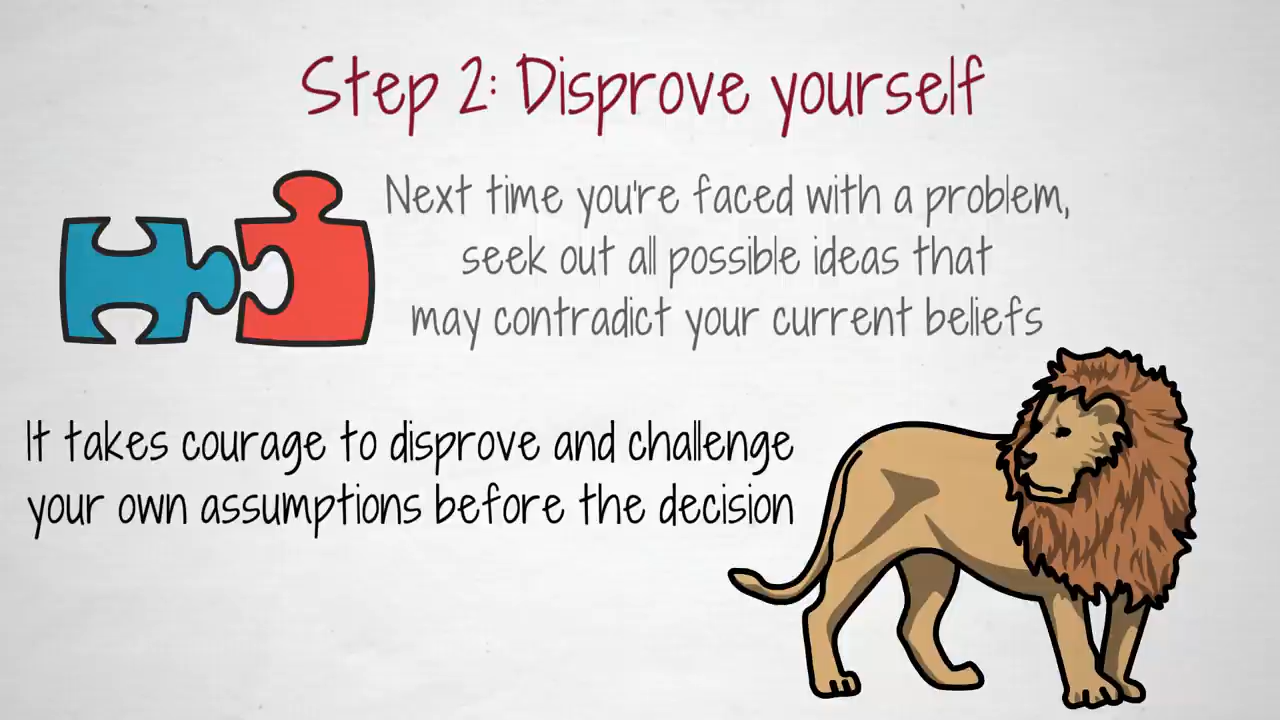 Step 2: Disprove yourself
Next time you're faced with a problem,
seek out all possible ideas that
may contradict your current beliefs
It takes courage to disprove and challenge
your own assumptions before the decision